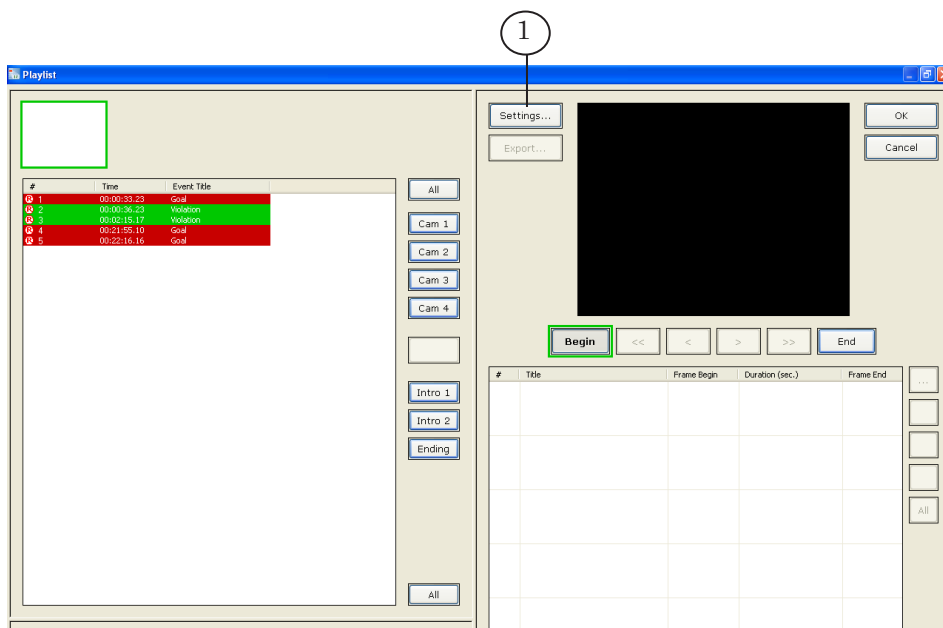 1
Playlist
Settings...
OK
Export...
Cancel
# Time Event Title
R 1 00:00:33.23 Goal
R 2 00:00:36.23 Violation
R 3 00:02:15.17 Violation
R 4 00:21:55.10 Goal
R 5 00:22:16.16 Goal
All
Cam 1
Cam 2
Cam 3
Cam 4
Intro 1
Intro 2
Ending
All
Begin << < > >> End
# Title Frame Begin Duration (sec.) Frame End
...
All